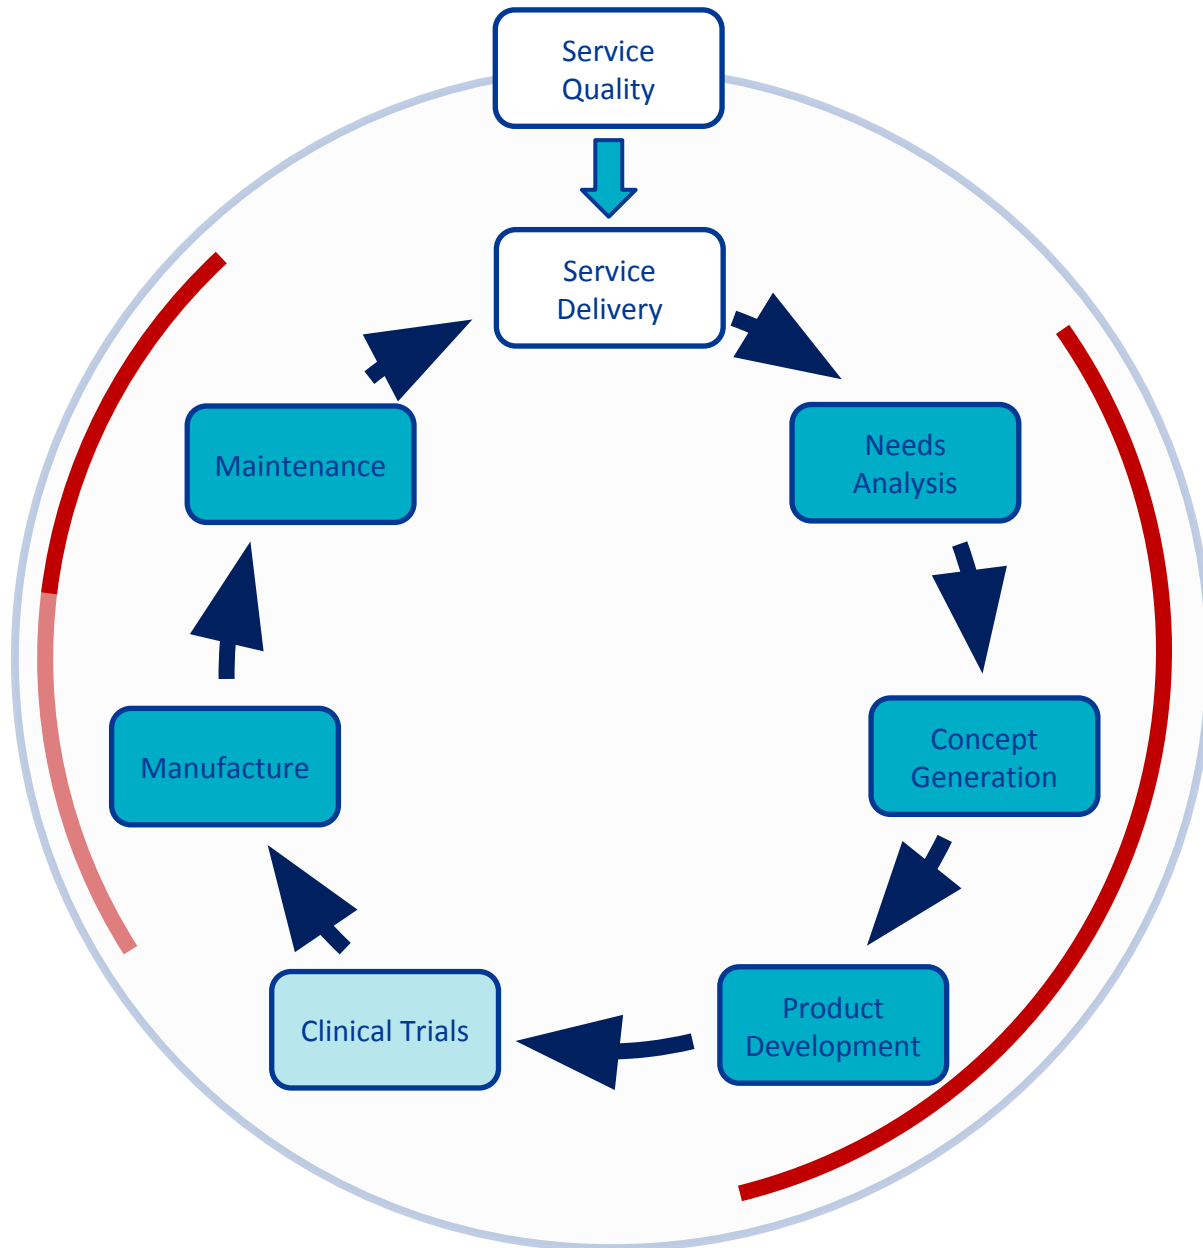 Service
Quality
Service
Delivery
Needs
Analysis
Concept
Generation
Product
Development
Clinical Trials
Manufacture
Maintenance